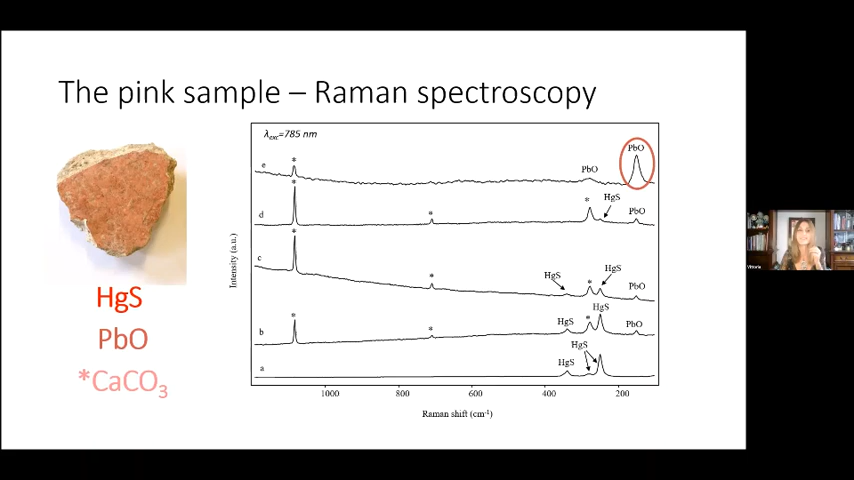 The pink sample – Raman spectroscopy
λexc=785 nm
HgS
PbO
*CaCO3
Intensity (a.u.)
e
*
PbO
PbO
d
*
*
*
HgS
PbO
c
*
*
HgS
*
HgS
PbO
b
*
*
HgS
*
HgS
PbO
a
HgS
HgS
1000 800 600 400 200
Raman shift (cm-1)